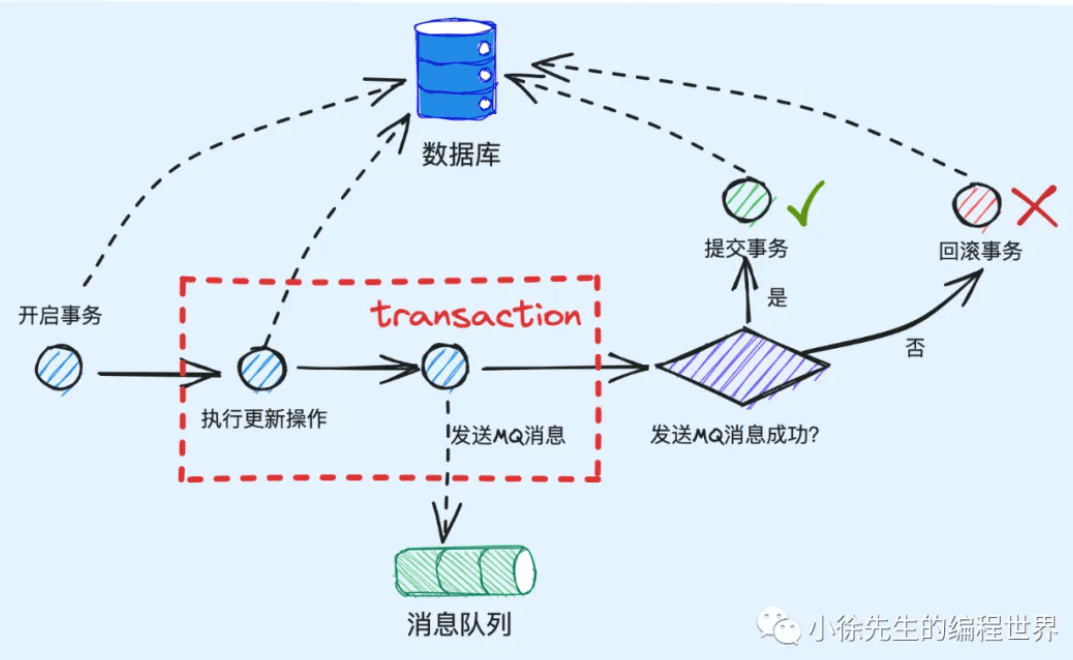 数据库
提交事务
回滚事务
是
否
开启事务
transaction
执行更新操作
发送MQ消息
发送MQ消息成功?
消息队列
小徐先生的编程世界